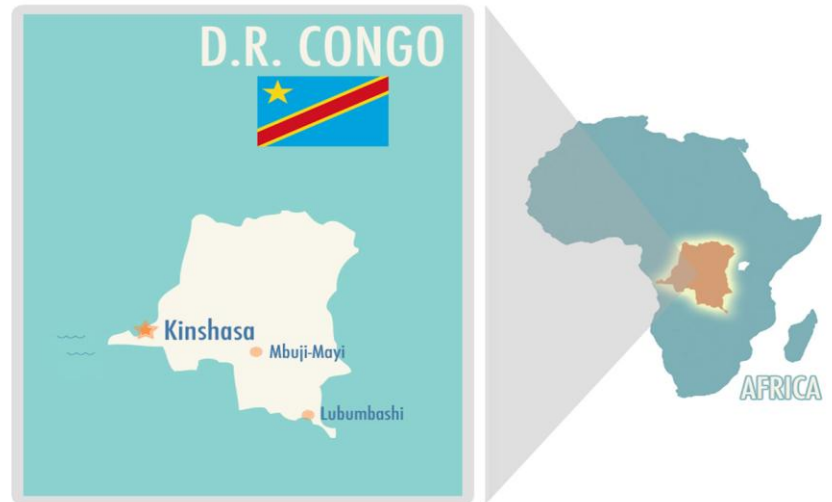 D.R. CONGO
Kinshasa
Mbuji-Mayi
Lubumbashi
AFRICA